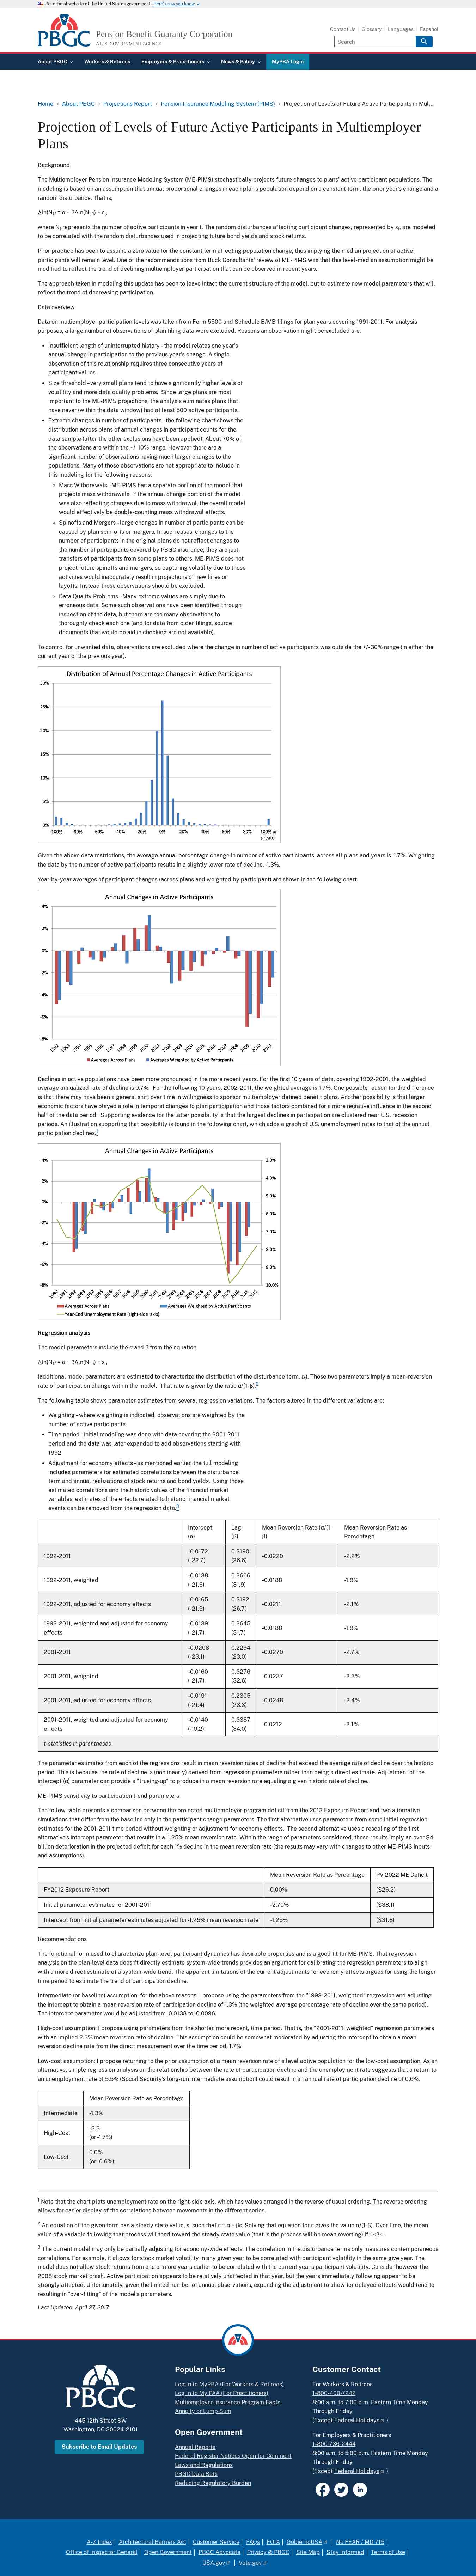 An official website of the United States government Here's how you know
PBGC
Pension Benefit Guaranty Corporation
A U.S. GOVERNMENT AGENCY
Contact Us
Glossary
Languages
Español
Search
About PBGC
Workers & Retirees
Employers & Practitioners
News & Policy
MyPBA Login
Home › About PBGC › Projections Report › Pension Insurance Modeling System (PIMS) › Projection of Levels of Future Active Participants in Mul...
Projection of Levels of Future Active Participants in Multiemployer
Plans
Background
The Multiemployer Pension Insurance Modeling System (ME-PIMS) stochastically projects future changes to plans' active participant populations. The
modeling is based on an assumption that annual proportional changes in each plan's active population depend on a constant term, the prior year's change and a
random disturbance. That is,
Δln(Nₜ) = α + βΔln(Nₜ₋₁) + εₜ,
where Nₜ represents the number of active participants in year t. The random disturbances affecting participant changes, represented by εₜ, are modeled to
be correlated to the random disturbances used in projecting future bond yields and stock returns.
Prior practice has been to assume a zero value for the constant term affecting population change, thus implying the median projection of active
participants will remain level. One of the recommendations from Buck Consultants' Peer Review of ME-PIMS was that this level-median assumption might be
modified to reflect the trend of declining multiemployer participation that can be observed in recent years.
The approach taken in modeling this update has been to leave intact the current structure of the model, but to estimate new model parameters that will
reflect the trend of decreasing participation.
Data overview
Data on multiemployer participation levels was taken from Form 5500 and Schedule B/MB filings for plan years covering 1991-2011. For analysis
purposes, a large number of observations of plan filing data were excluded. Reasons an observation might be excluded are:
• Insufficient length of uninterrupted history – the model relates one year's
annual change in participation to the previous year's change. A single
observation of this relationship requires three consecutive years of
participant values.
• Size threshold – very small plans tend to have significantly higher levels of
volatility and more data quality problems. Since large plans are most
important to the ME-PIMS projections, the analysis eliminates plans that
have never (within the data window) had at least 500 active participants.
• Extreme changes in number of participants – the following chart shows the
distribution across plans of annual changes in participant counts for the
data sample (after the other exclusions described above). About 70% of
the observations are within the +/-10% range. However there are a
significant number of observations having much larger changes to the
participation. Many of those observations are not appropriate to include in
this modeling for the following reasons:
◦ Mass Withdrawals – ME-PIMS has a separate portion of the model that
projects mass withdrawals. If the annual change portion of the model
was also reflecting those sharp changes in participation, the overall model
would effectively be double-counting mass withdrawal effects.
◦ Spinoffs and Mergers – large changes in number of participants can be
caused by plan spin-offs or mergers. In such cases, changes to the
number of participants in the original plan do not reflect changes to
the number of participants covered by PBGC insurance; they are just
transfers of participants from some plans to others. ME-PIMS does not
project such spinoffs or mergers, so capturing the volatility due to these
activities would inaccurately result in projections of new hires or
layoffs. Instead those observations should be excluded.
◦ Data Quality Problems – Many extreme values are simply due to
erroneous data. Some such observations have been identified through
inspection of the data, but there are too many observations to
thoroughly check each one (and for data from older filings, source
documents that would do aid in checking are not available).
To control for unwanted data, observations are excluded where the change in number of active participants was outside the +/-30% range (in either the
current year or the previous year).
Distribution of Annual Percentage Changes in Active Participants
30%
25%
20%
15%
10%
5%
0%
-100% -80% -60% -40% -20% 0% 20% 40% 60% 80% 100% or
greater
Given the above data restrictions, the average annual percentage change in number of active participants, across all plans and years is -1.7%. Weighting
the data by the number of active participants results in a slightly lower rate of decline, -1.3%.
Year-by-year averages of participant changes (across plans and weighted by participant) are shown in the following chart.
Annual Changes in Active Participants
4%
2%
0%
-2%
-4%
-6%
-8%
1992 1993 1994 1995 1996 1997 1998 1999 2000 2001 2002 2003 2004 2005 2006 2007 2008 2009 2010 2011
Averages Across Plans
Averages Weighted by Active Participants
Declines in active populations have been more pronounced in the more recent years. For the first 10 years of data, covering 1992-2001, the weighted
average annualized rate of decline is 0.7%. For the following 10 years, 2002-2011, the weighted average is 1.7%. One possible reason for the difference
is that there is an overall trend where employers are becoming less willing or able to sponsor multiemployer defined benefit plans. Another possibility is
that economic factors have played a role in temporal changes to plan participation and those factors combined for a more negative influence in the second
half of the data period. Supporting evidence for the latter possibility is that the largest declines in participation occur at or near U.S. recession
periods. An illustration supporting that possibility is found in the following chart, which adds a graph of U.S. unemployment rates to that of the annual
participation declines.¹
Annual Changes in Active Participants
4%
2%
0%
-2%
-4%
-6%
-8%
3.0%
4.0%
5.0%
6.0%
7.0%
8.0%
9.0%
10.0%
1990 1991 1992 1993 1994 1995 1996 1997 1998 1999 2000 2001 2002 2003 2004 2005 2006 2007 2008 2009 2010 2011 2012
Averages Across Plans
Averages Weighted by Active Participants
Year-End Unemployment Rate (right-side axis)
Regression analysis
The model parameters include the α and β from the equation,
Δln(Nₜ) = α + βΔln(Nₜ₋₁) + εₜ,
(additional model parameters are estimated to characterize the distribution of the disturbance term, εₜ). Those two parameters imply a mean-reversion
rate of participation change within the model. That rate is given by the ratio α/(1-β).²
The following table shows parameter estimates from several regression variations. The factors altered in the different variations are:
• Weighting – where weighting is indicated, observations are weighted by the
number of active participants
• Time period – initial modeling was done with data covering the 2001-2011
period and the data was later expanded to add observations starting with
1992
• Adjustment for economy effects – as mentioned earlier, the full modeling
includes parameters for estimated correlations between the disturbance
term and annual realizations of stock returns and bond yields. Using those
estimated correlations and the historic values of the financial market
variables, estimates of the effects related to historic financial market
events can be removed from the regression data.³
Intercept (α) Lag (β) Mean Reversion Rate (α/(1-β) Mean Reversion Rate as Percentage
1992-2011 -0.0172 (-22.7) 0.2190 (26.6) -0.0220 -2.2%
1992-2011, weighted -0.0138 (-21.6) 0.2666 (31.9) -0.0188 -1.9%
1992-2011, adjusted for economy effects -0.0165 (-21.9) 0.2192 (26.7) -0.0211 -2.1%
1992-2011, weighted and adjusted for economy effects -0.0139 (-21.7) 0.2645 (31.7) -0.0188 -1.9%
2001-2011 -0.0208 (-23.1) 0.2294 (23.0) -0.0270 -2.7%
2001-2011, weighted -0.0160 (-21.7) 0.3276 (32.6) -0.0237 -2.3%
2001-2011, adjusted for economy effects -0.0191 (-21.4) 0.2305 (23.3) -0.0248 -2.4%
2001-2011, weighted and adjusted for economy effects -0.0140 (-19.2) 0.3387 (34.0) -0.0212 -2.1%
t-statistics in parentheses
The parameter estimates from each of the regressions result in mean reversion rates of decline that exceed the average rate of decline over the historic
period. This is because the rate of decline is (nonlinearly) derived from regression parameters rather than estimated directly. Adjustment of the
intercept (α) parameter can provide a "trueing-up" to produce a mean reversion rate equaling a given historic rate of decline.
ME-PIMS sensitivity to participation trend parameters
The follow table presents a comparison between the projected multiemployer program deficit from the 2012 Exposure Report and two alternative
simulations that differ from the baseline only in the participant change parameters. The first alternative uses parameters from some initial regression
estimates for the 2001-2011 time period without weighting or adjusting for economic effects. The second alternative uses a rescaling of the first
alternative's intercept parameter that results in a -1.25% mean reversion rate. Within the range of parameters considered, these results imply an over $4
billion dollar change in the projected deficit for each 1% decline in the mean reversion rate (the results may vary with changes to other ME-PIMS inputs
and assumptions).
Mean Reversion Rate as Percentage PV 2022 ME Deficit
FY2012 Exposure Report 0.00% ($26.2)
Initial parameter estimates for 2001-2011 -2.70% ($38.1)
Intercept from initial parameter estimates adjusted for -1.25% mean reversion rate -1.25% ($31.8)
Recommendations
The functional form used to characterize plan-level participant dynamics has desirable properties and is a good fit for ME-PIMS. That regression
analysis on the plan-level data doesn't directly estimate system-wide trends provides an argument for calibrating the regression parameters to align
with a more direct estimate of a system-wide trend. The apparent limitations of the current adjustments for economy effects argues for using the longer
time period to estimate the trend of participation decline.
Intermediate (or baseline) assumption: for the above reasons, I propose using the parameters from the "1992-2011, weighted" regression and adjusting
the intercept to obtain a mean reversion rate of participation decline of 1.3% (the weighted percentage rate of decline over the same period).
The intercept parameter would be adjusted from -0.0138 to -0.0096.
High-cost assumption: I propose using parameters from the shorter, more recent time period. That is, the "2001-2011, weighted" regression parameters
with an implied 2.3% mean reversion rate of decline. This assumption could be modulated somewhat by adjusting the intercept to obtain a mean
reversion decline rate from the mean direct measurement over the time period, 1.7%.
Low-cost assumption: I propose returning to the prior assumption of a mean reversion rate of a level active population for the low-cost assumption. As an
alternative, simple regression on the data suggests that a return to the full employment rate is consistent with a slower decline. A long-term return to an
unemployment rate of 5.5% (Social Security's long-run intermediate assumption) could result in an annual rate of participation decline of 0.6%.
Mean Reversion Rate as Percentage
Intermediate -1.3%
High-Cost -2.3 (or -1.7%)
Low-Cost 0.0% (or -0.6%)
¹ Note that the chart plots unemployment rate on the right-side axis, which has values arranged in the reverse of usual ordering. The reverse ordering
allows for easier display of the correlations between movements in the different series.
² An equation of the given form has a steady state value, ε, such that ε = α + βε. Solving that equation for ε gives the value α/(1-β). Over time, the mean
value of a variable following that process will tend toward the steady state value (that is the process will be mean reverting) if -1<β<1.
³ The current model may only be partially adjusting for economy-wide effects. The correlation in the disturbance terms only measures contemporaneous
correlations. For example, it allows for stock market volatility in any given year to be correlated with participant volatility in the same give year. The
model does not make use of any correlation between stock market volatility in one year and participant volatility in the next. Consider however the
2008 stock market crash. Active participation appears to be relatively unaffected in that year, but the immediately following years appear to be strongly
affected. Unfortunately, given the limited number of annual observations, expanding the adjustment to allow for delayed effects would tend to
resulting in "over-fitting" of the model's parameters.
Last Updated: April 27, 2017
PBGC
445 12th Street SW
Washington, DC 20024-2101
Subscribe to Email Updates
Popular Links
Log In to MyPBA (For Workers & Retirees)
Log In to My PAA (For Practitioners)
Multiemployer Insurance Program Facts
Annuity or Lump Sum
Open Government
Annual Reports
Federal Register Notices Open for Comment
Laws and Regulations
PBGC Data Sets
Reducing Regulatory Burden
Customer Contact
For Workers & Retirees
1-800-400-7242
8:00 a.m. to 7:00 p.m. Eastern Time Monday
Through Friday
(Except Federal Holidays )
For Employers & Practitioners
1-800-736-2444
8:00 a.m. to 5:00 p.m. Eastern Time Monday
Through Friday
(Except Federal Holidays )
A-Z Index | Architectural Barriers Act | Customer Service | FAQs | FOIA | GobiernoUSA | No FEAR / MD 715 |
Office of Inspector General | Open Government | PBGC Advocate | Privacy @ PBGC | Site Map | Stay Informed | Terms of Use |
USA.gov | Vote.gov